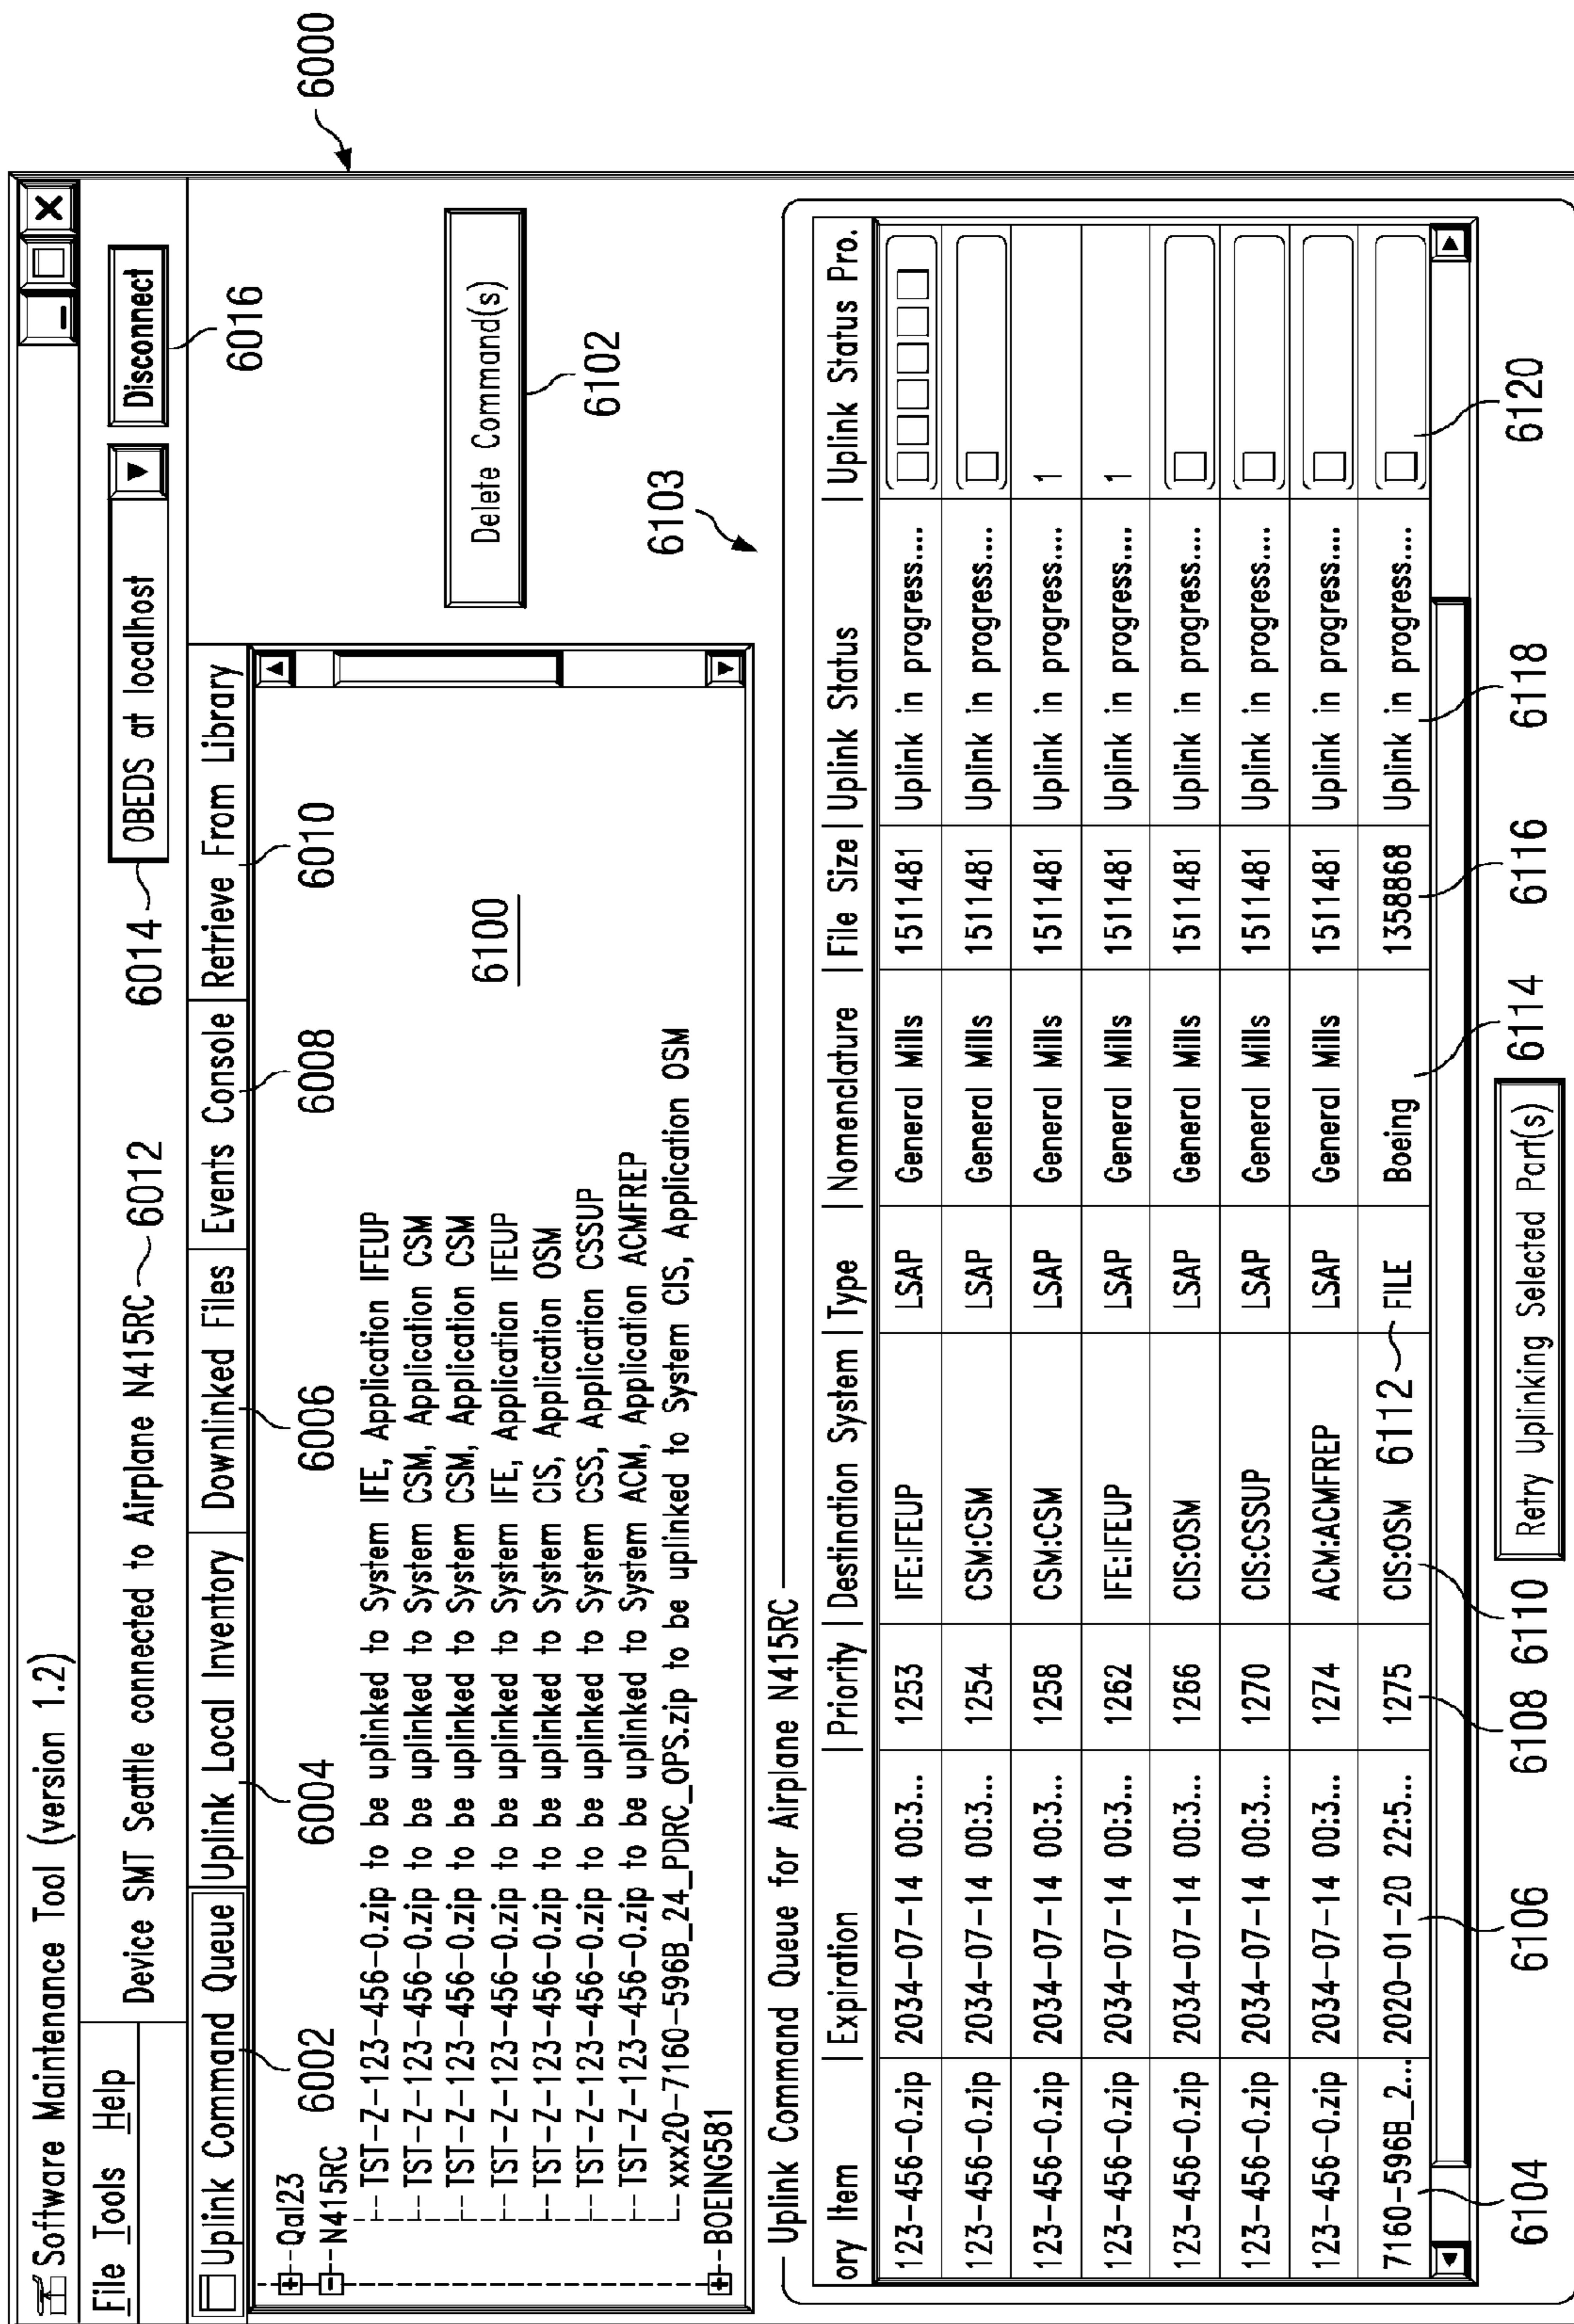 Software Maintenance Tool (version 1.2)
File Tools Help
Device SMT Seattle connected to Airplane N415RC 6012
6014 OBEDS at localhost
Disconnect
6016
6000
Uplink Command Queue | Uplink Local Inventory | Downlinked Files | Events Console | Retrieve From Library
6002 6004 6006 6008 6010
Qal23
N415RC
TST-Z-123-456-0.zip to be uplinked to System IFE, Application IFEUP
TST-Z-123-456-0.zip to be uplinked to System CSM, Application CSM
TST-Z-123-456-0.zip to be uplinked to System CSM, Application CSM
TST-Z-123-456-0.zip to be uplinked to System IFE, Application IFEUP
TST-Z-123-456-0.zip to be uplinked to System CIS, Application OSM
TST-Z-123-456-0.zip to be uplinked to System CSS, Application CSSUP
TST-Z-123-456-0.zip to be uplinked to System ACM, Application ACMFREP
xxx20-7160-596B_24_PDRC_OPS.zip to be uplinked to System CIS, Application OSM
BOEING581
6100
Delete Command(s)
6102
6103
Uplink Command Queue for Airplane N415RC
ory Item | Expiration | Priority | Destination System | Type | Nomenclature | File Size | Uplink Status | Uplink Status Pro.
123-456-0.zip 2034-07-14 00:3... 1253 IFE:IFEUP LSAP General Mills 1511481 Uplink in progress....
123-456-0.zip 2034-07-14 00:3... 1254 CSM:CSM LSAP General Mills 1511481 Uplink in progress....
123-456-0.zip 2034-07-14 00:3... 1258 CSM:CSM LSAP General Mills 1511481 Uplink in progress.... 1
123-456-0.zip 2034-07-14 00:3... 1262 IFE:IFEUP LSAP General Mills 1511481 Uplink in progress.... 1
123-456-0.zip 2034-07-14 00:3... 1266 CIS:OSM LSAP General Mills 1511481 Uplink in progress....
123-456-0.zip 2034-07-14 00:3... 1270 CIS:CSSUP LSAP General Mills 1511481 Uplink in progress....
123-456-0.zip 2034-07-14 00:3... 1274 ACM:ACMFREP LSAP General Mills 1511481 Uplink in progress....
7160-596B_2... 2020-01-20 22:5... 1275 CIS:OSM 6112 FILE Boeing 1358868 Uplink in progress....
Retry Uplinking Selected Part(s)
6104 6106 6108 6110 6114 6116 6118 6120